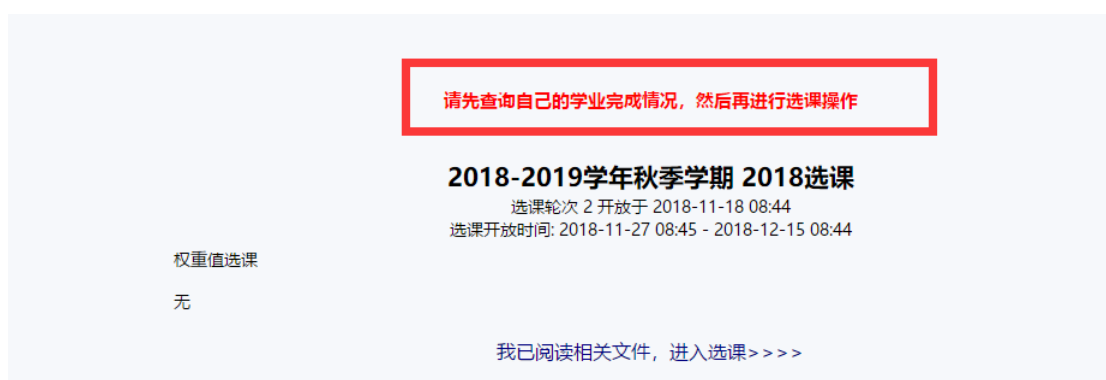 请先查询自己的学业完成情况，然后再进行选课操作
2018-2019学年秋季学期 2018选课
选课轮次 2 开放于 2018-11-18 08:44
选课开放时间: 2018-11-27 08:45 - 2018-12-15 08:44
权重值选课
无
我已阅读相关文件，进入选课>>>>